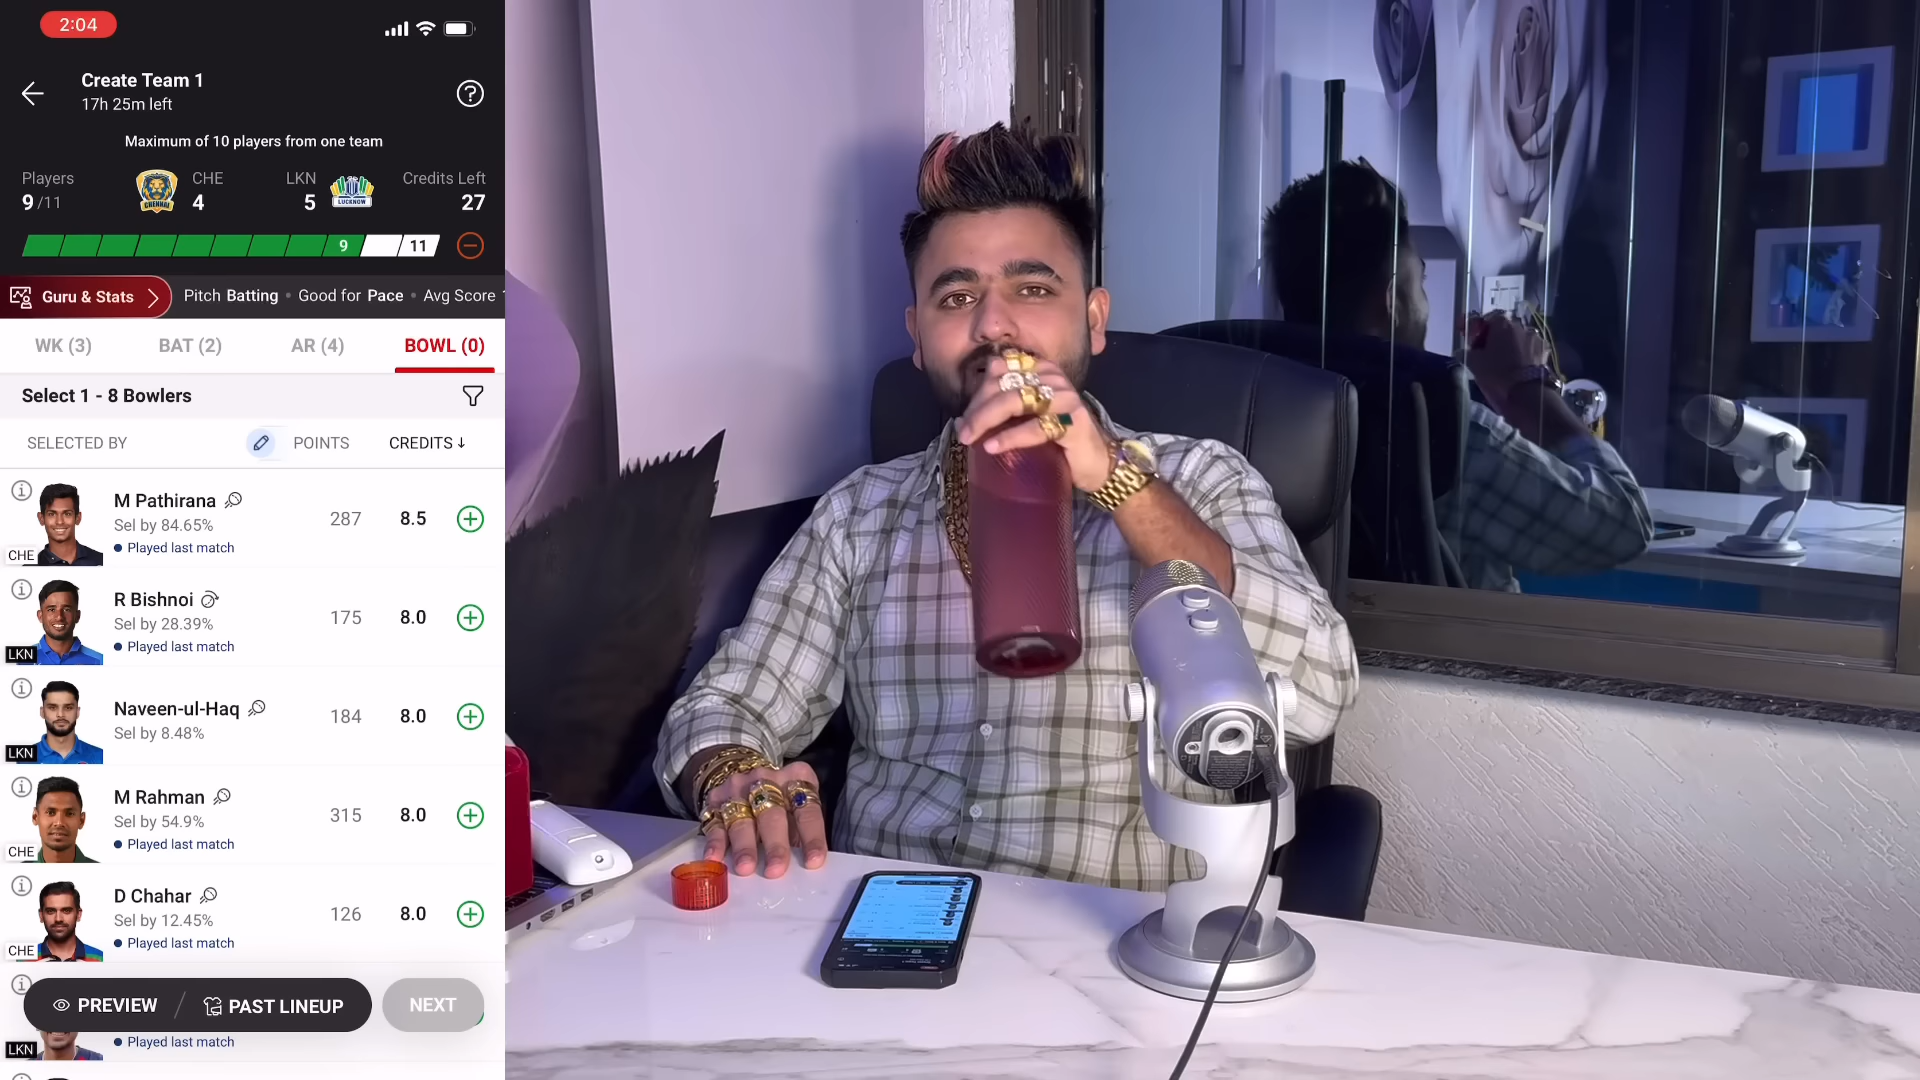 2:04
Create Team 1
17h 25m left
Maximum of 10 players from one team
Players
9/11
CHENNAI
CHE
4
LKN
5
LUCKNOW
Credits Left
27
9
11
Guru & Stats
Pitch Batting • Good for Pace • Avg Score
WK (3)
BAT (2)
AR (4)
BOWL (0)
Select 1 - 8 Bowlers
SELECTED BY
POINTS
CREDITS↓
M Pathirana
Sel by 84.65%
Played last match
287
8.5
CHE
R Bishnoi
Sel by 28.39%
Played last match
175
8.0
LKN
Naveen-ul-Haq
Sel by 8.48%
184
8.0
LKN
M Rahman
Sel by 54.9%
Played last match
315
8.0
CHE
D Chahar
Sel by 12.45%
Played last match
126
8.0
CHE
PREVIEW
PAST LINEUP
NEXT
Played last match
LKN